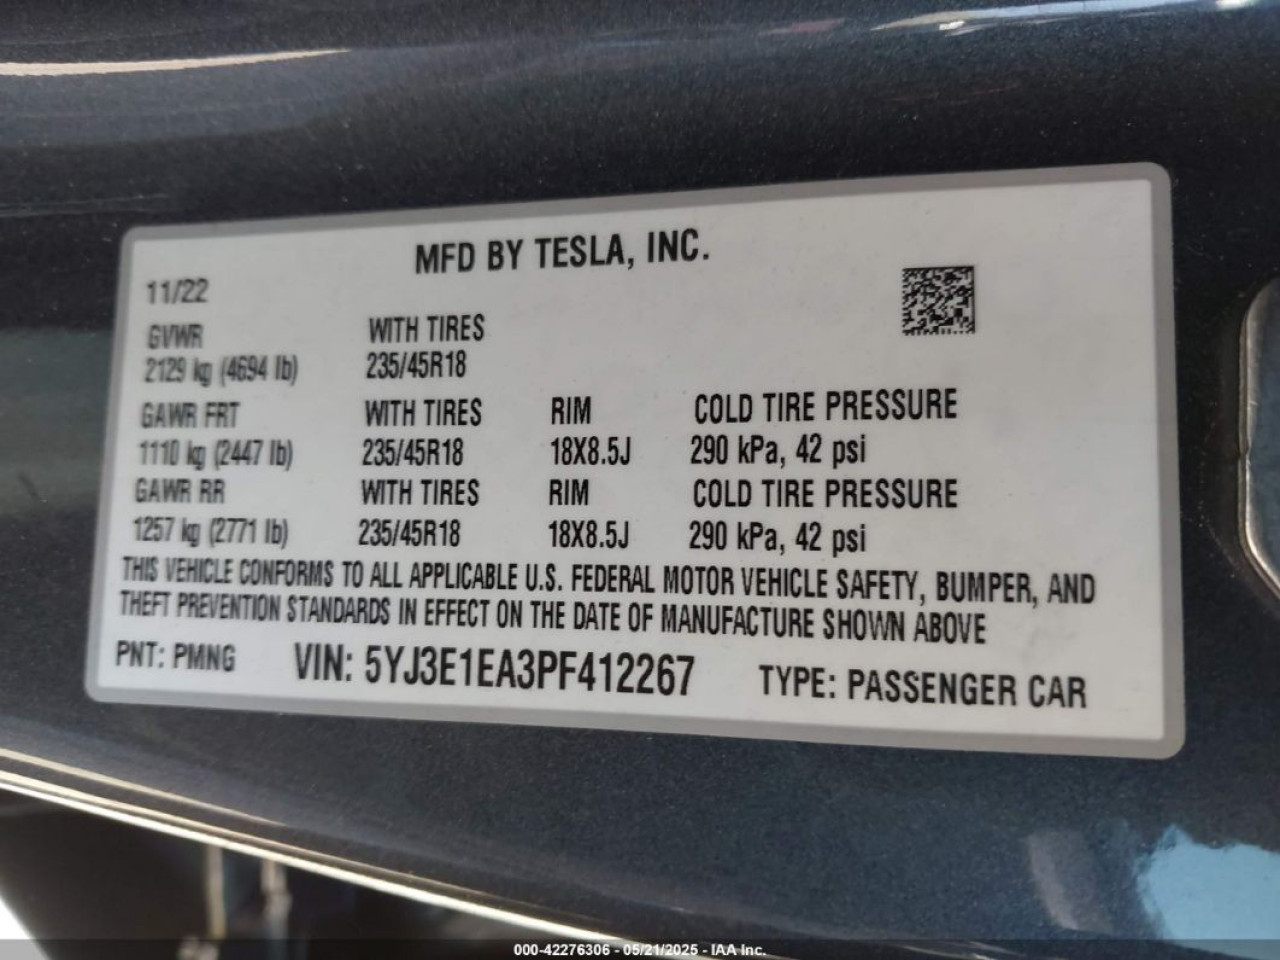 MFD BY TESLA, INC.
11/22
GVWR WITH TIRES
2129 kg (4694 lb) 235/45R18
GAWR FRT WITH TIRES RIM COLD TIRE PRESSURE
1110 kg (2447 lb) 235/45R18 18X8.5J 290 kPa, 42 psi
GAWR RR WITH TIRES RIM COLD TIRE PRESSURE
1257 kg (2771 lb) 235/45R18 18X8.5J 290 kPa, 42 psi
THIS VEHICLE CONFORMS TO ALL APPLICABLE U.S. FEDERAL MOTOR VEHICLE SAFETY, BUMPER, AND
THEFT PREVENTION STANDARDS IN EFFECT ON THE DATE OF MANUFACTURE SHOWN ABOVE
PNT: PMNG VIN: 5YJ3E1EA3PF412267 TYPE: PASSENGER CAR
000-42276306 - 05/21/2025 - IAA Inc.